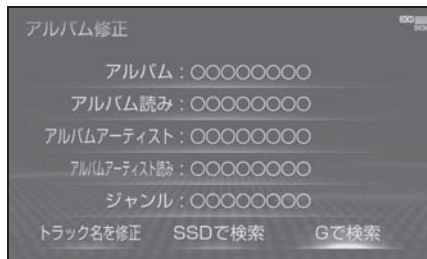 アルバム修正
アルバム：○○○○○○○○
アルバム読み：○○○○○○○○
アルバムアーティスト：○○○○○○○○
アルバムアーティスト読み：○○○○○○○○
ジャンル：○○○○○○○○
トラック名を修正 SSDで検索 Gで検索